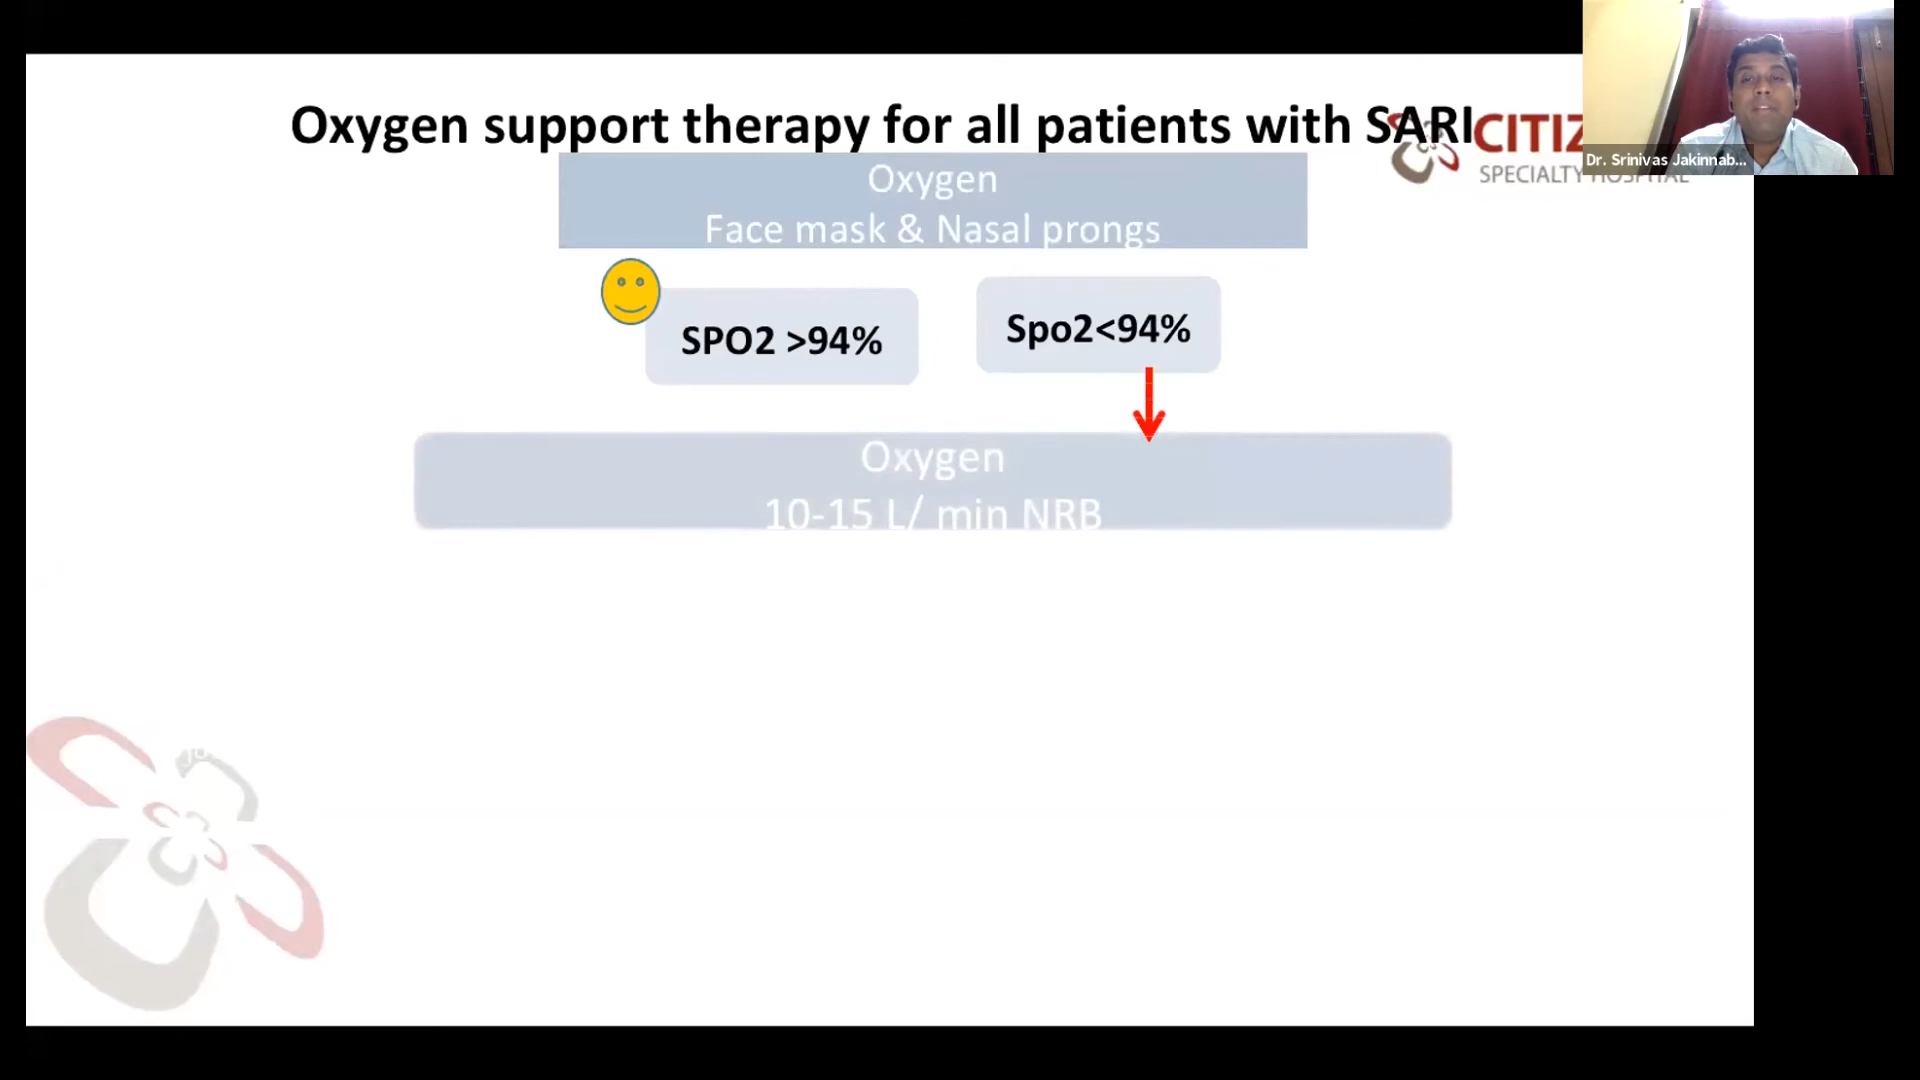 Oxygen support therapy for all patients with SARI
CITIZ
SPECIALTY HOSPITAL
Dr. Srinivas Jakinnab...
Oxygen
Face mask & Nasal prongs
SPO2 >94%
Spo2<94%
Oxygen
10-15 L/ min NRB